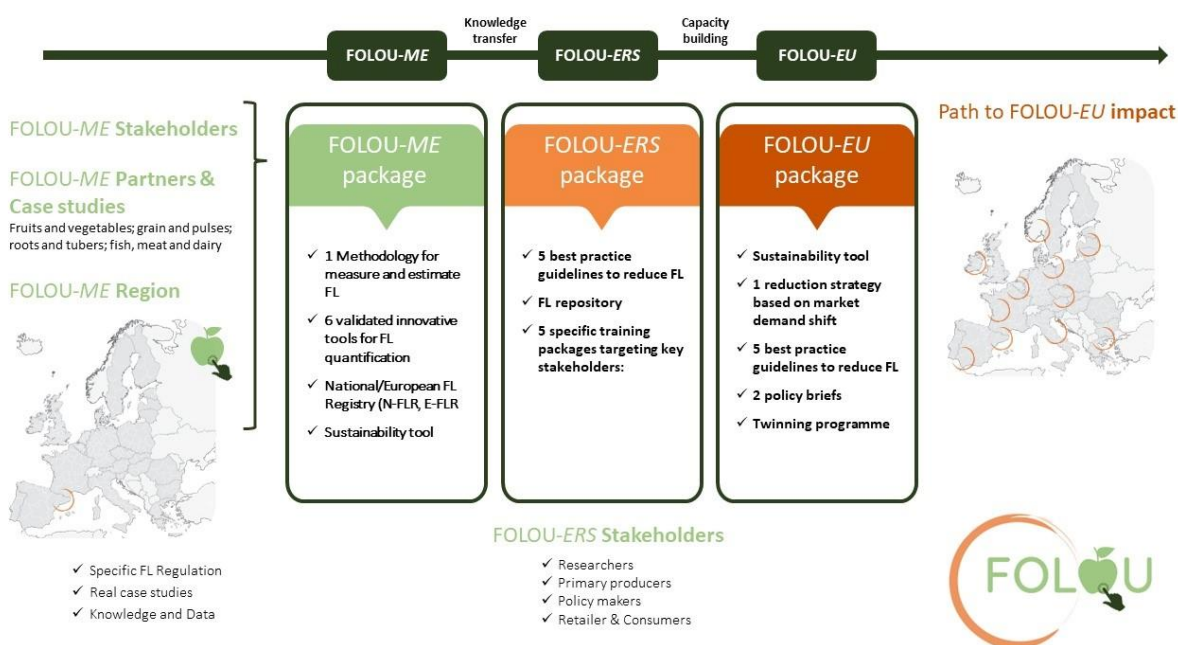 Knowledge
transfer
Capacity
building
FOLOU-ME
FOLOU-ERS
FOLOU-EU
FOLOU-ME Stakeholders
FOLOU-ME Partners &
Case studies
Fruits and vegetables; grain and pulses;
roots and tubers; fish, meat and dairy
FOLOU-ME Region
✓ Specific FL Regulation
✓ Real case studies
✓ Knowledge and Data
FOLOU-ME
package
✓ 1 Methodology for
measure and estimate
FL
✓ 6 validated innovative
tools for FL
quantification
✓ National/European FL
Registry (N-FLR, E-FLR
✓ Sustainability tool
FOLOU-ERS
package
✓ 5 best practice
guidelines to reduce FL
✓ FL repository
✓ 5 specific training
packages targeting key
stakeholders:
FOLOU-EU
package
✓ Sustainability tool
✓ 1 reduction strategy
based on market
demand shift
✓ 5 best practice
guidelines to reduce FL
✓ 2 policy briefs
✓ Twinning programme
Path to FOLOU-EU impact
FOLOU-ERS Stakeholders
✓ Researchers
✓ Primary producers
✓ Policy makers
✓ Retailer & Consumers
FOLOU